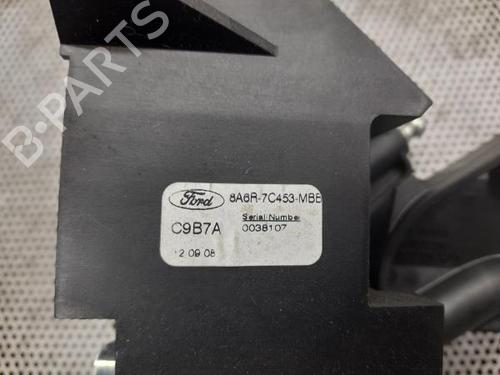 B-PARTS
Ford
8A6R-7C453-MBE
C9B7A
Serial Number
0038107
12 09 08